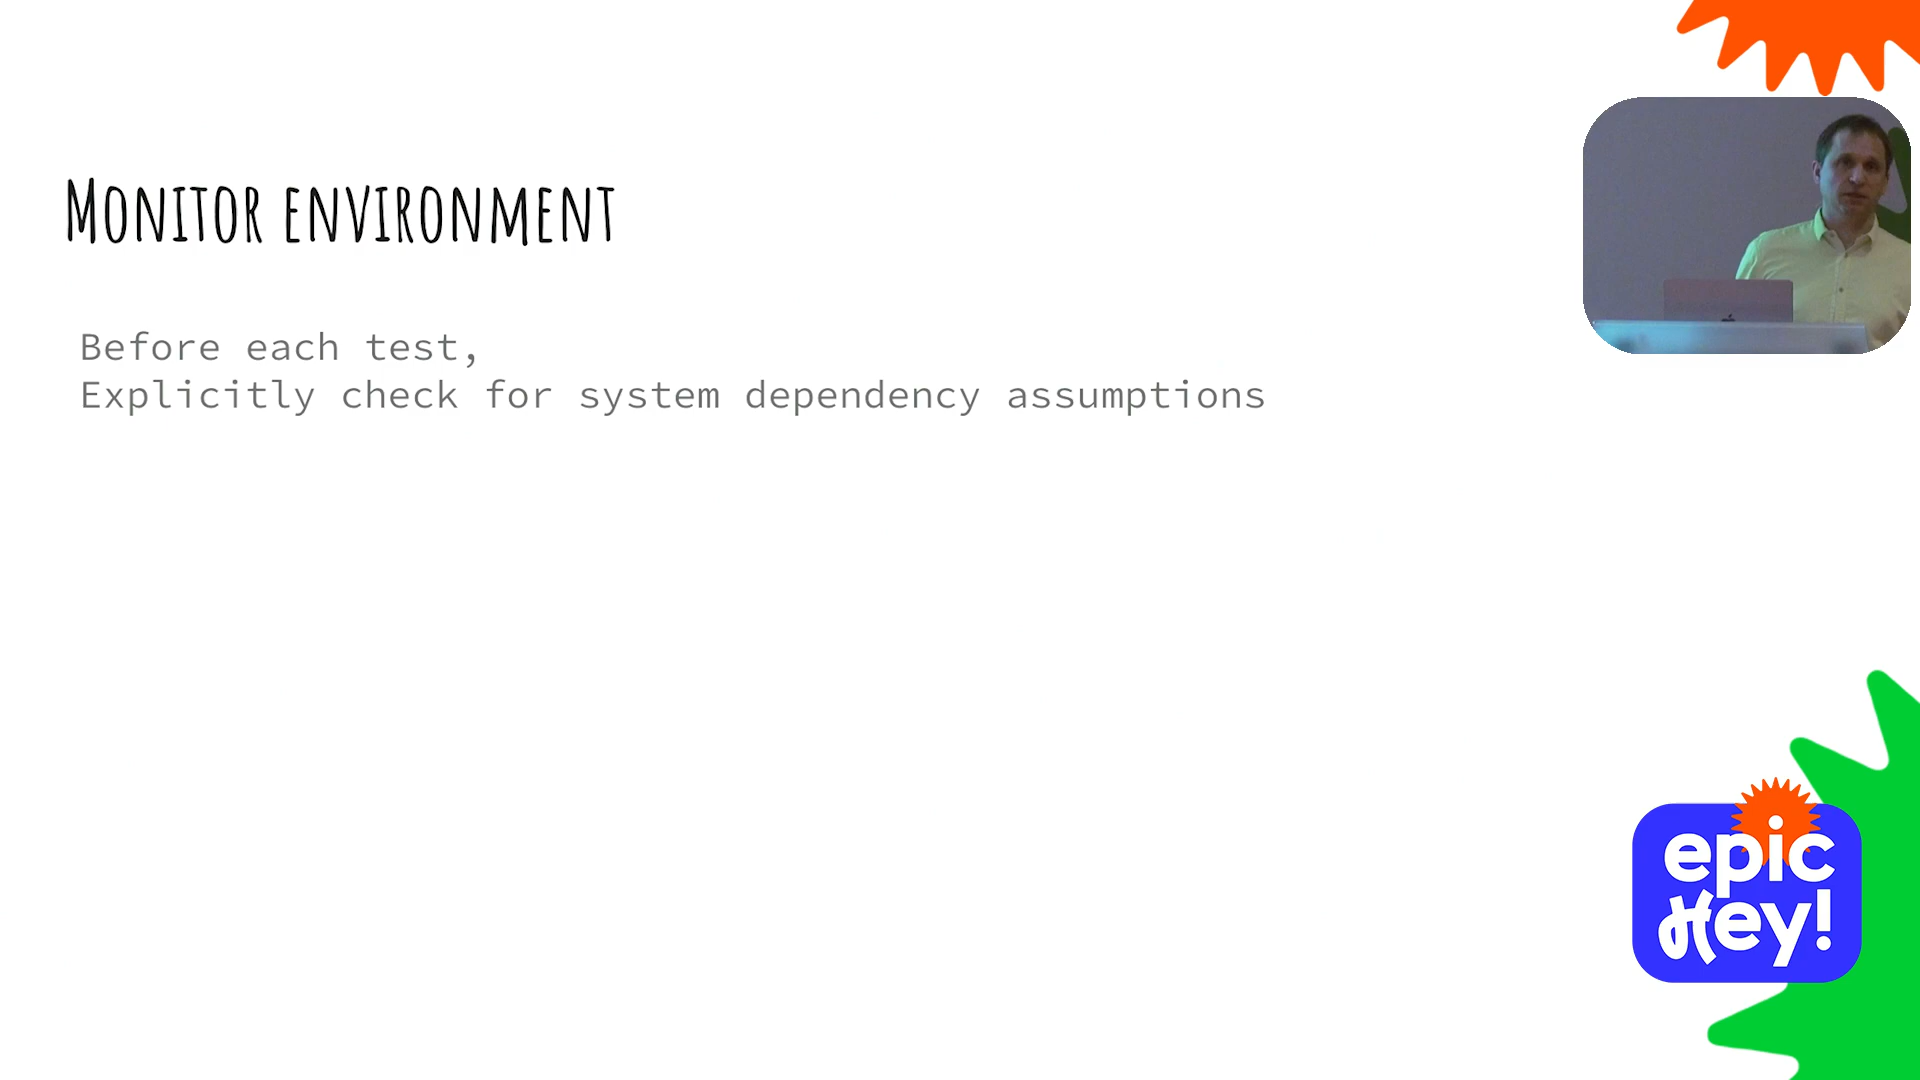 Monitor environment
Before each test,
Explicitly check for system dependency assumptions
epic
Hey!